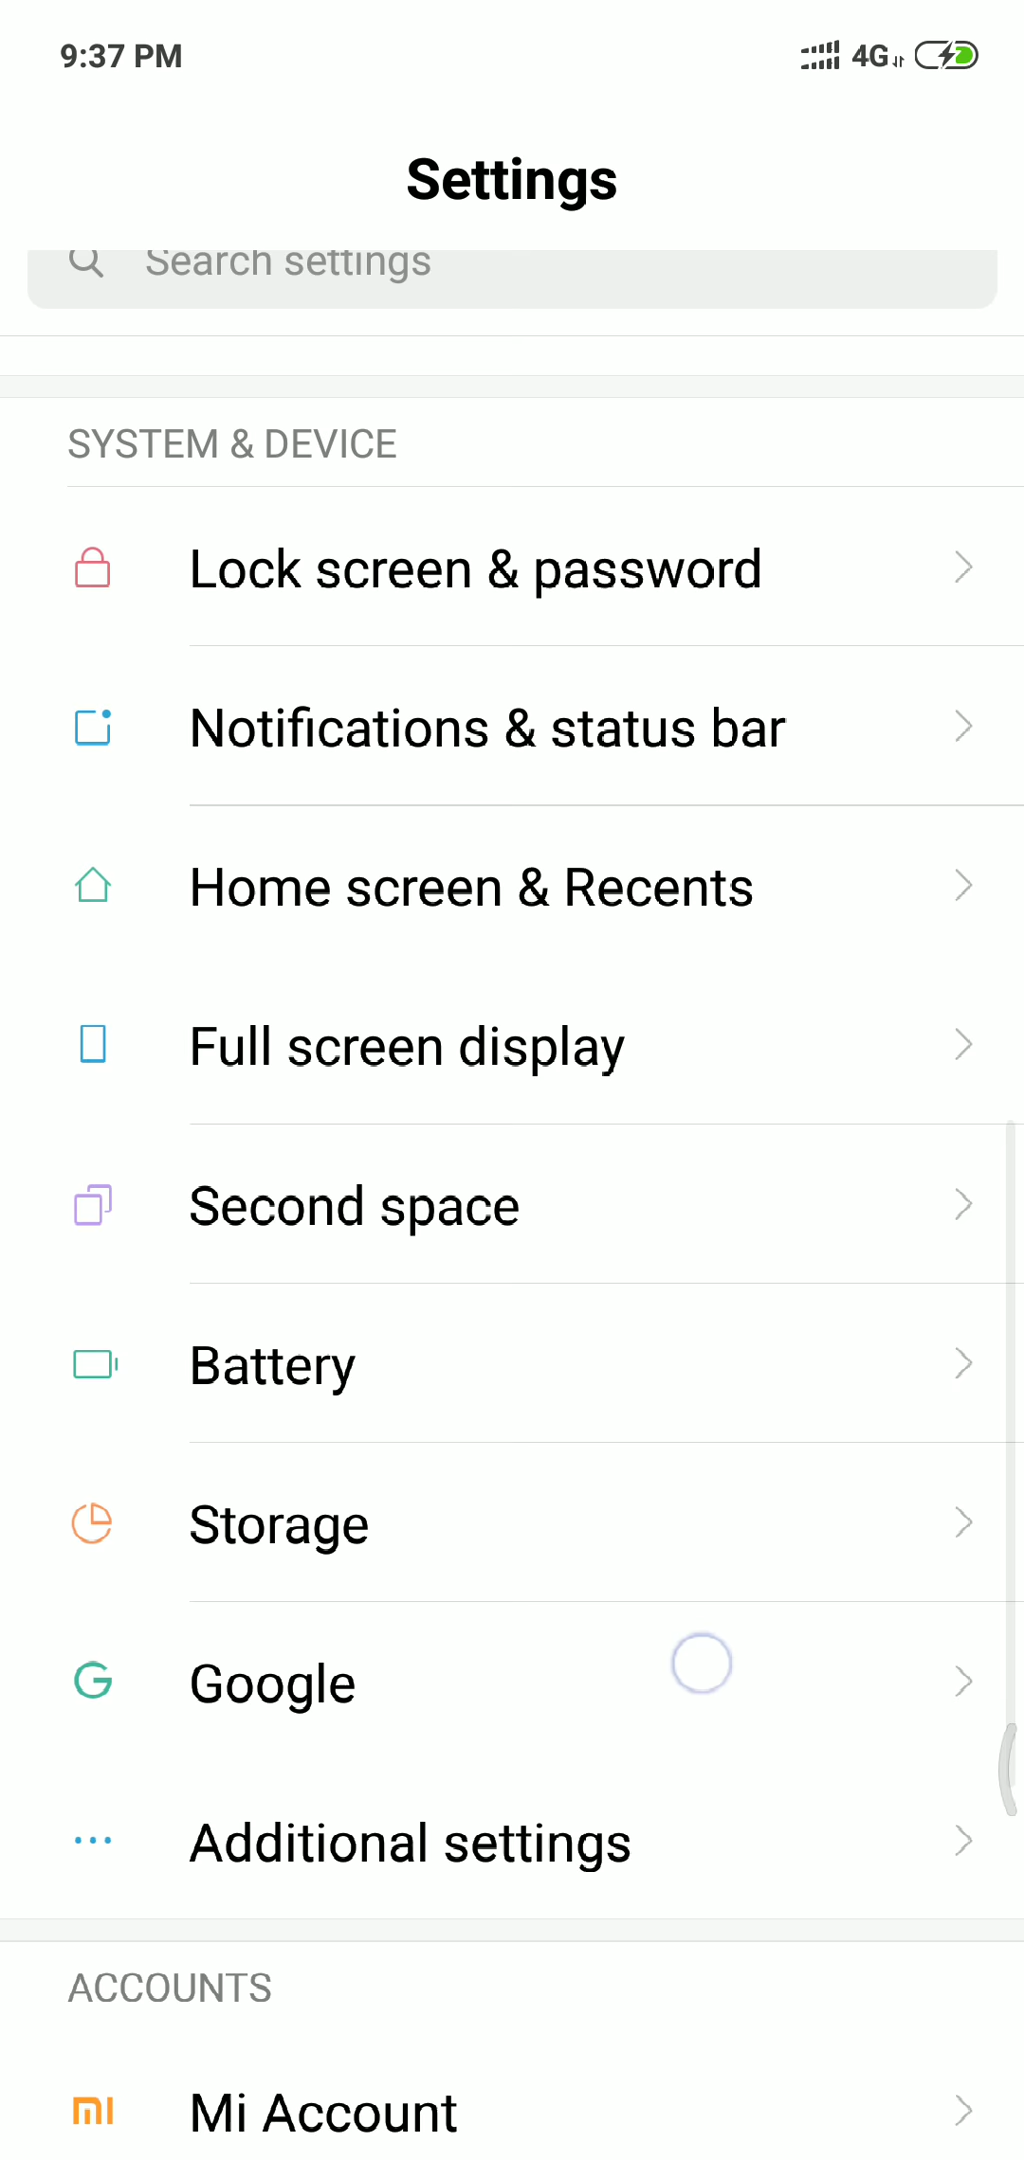 9:37 PM 4G
Settings
Search settings
SYSTEM & DEVICE
Lock screen & password
Notifications & status bar
Home screen & Recents
Full screen display
Second space
Battery
Storage
Google
Additional settings
ACCOUNTS
Mi Account